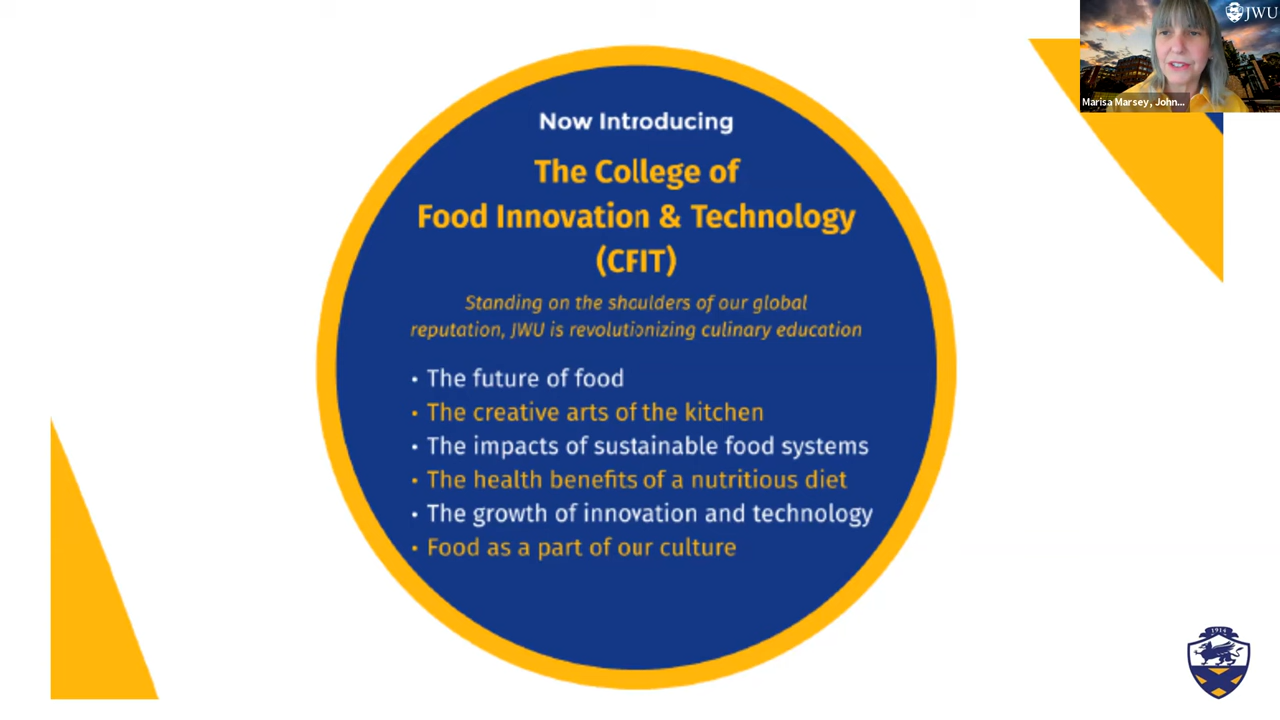 Now Introducing
The College of
Food Innovation & Technology
(CFIT)
Standing on the shoulders of our global
reputation, JWU is revolutionizing culinary education
• The future of food
• The creative arts of the kitchen
• The impacts of sustainable food systems
• The health benefits of a nutritious diet
• The growth of innovation and technology
• Food as a part of our culture
JWU
Marisa Marsey, John...
1914